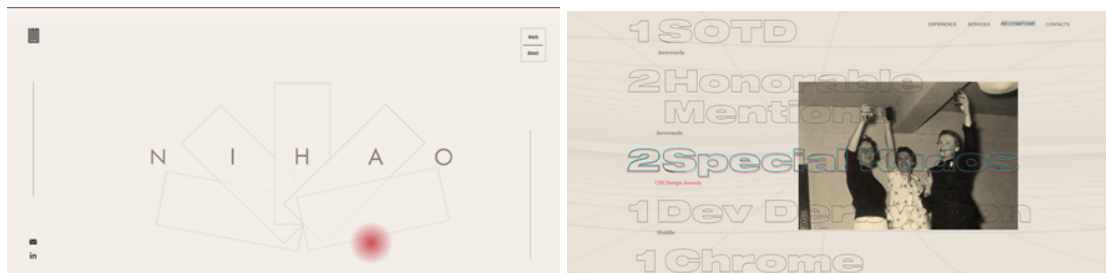 Work
About
N I H A O
in
EXPERIENCE SERVICES RECOGNITIONS CONTACTS
1 SOTD
Awwwards
2 Honorable
Mention
Awwwards
2 Special Kudos
CSS Design Awards
1 Dev
Mozilla
1 Chrome